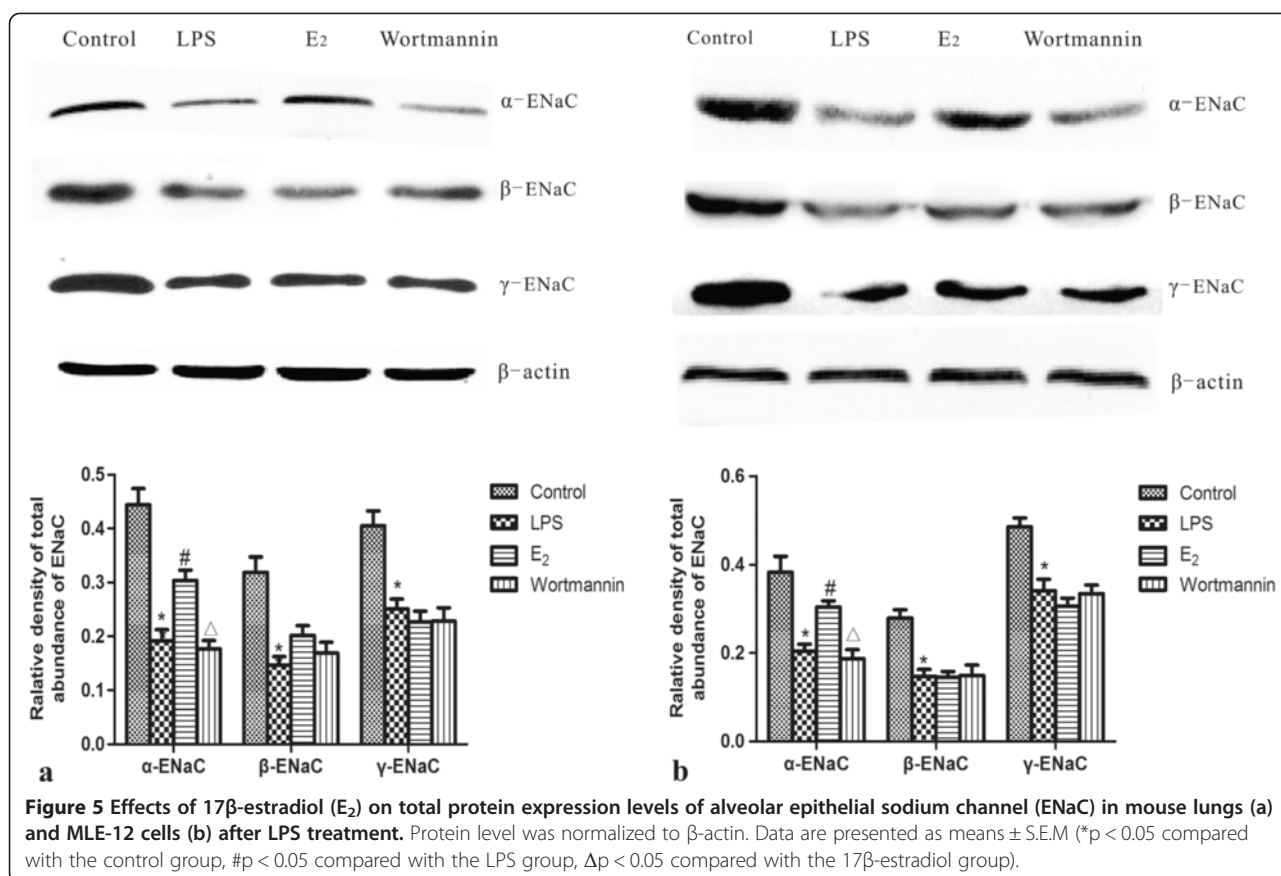 Control LPS E₂ Wortmannin
α-ENaC
β-ENaC
γ-ENaC
β-actin
Control LPS E₂ Wortmannin
α-ENaC
β-ENaC
γ-ENaC
β-actin
Ralative density of total
abundance of ENaC
0.5
0.4
0.3
0.2
0.1
0.0
* # △
*
*
Control
LPS
E₂
Wortmannin
α-ENaC β-ENaC γ-ENaC
a
Ralative density of total
abundance of ENaC
0.6
0.4
0.2
0.0
* # △
*
*
Control
LPS
E₂
Wortmannin
α-ENaC β-ENaC γ-ENaC
b
Figure 5 Effects of 17β-estradiol (E₂) on total protein expression levels of alveolar epithelial sodium channel (ENaC) in mouse lungs (a)
and MLE-12 cells (b) after LPS treatment. Protein level was normalized to β-actin. Data are presented as means ± S.E.M (*p < 0.05 compared
with the control group, #p < 0.05 compared with the LPS group, Δp < 0.05 compared with the 17β-estradiol group).